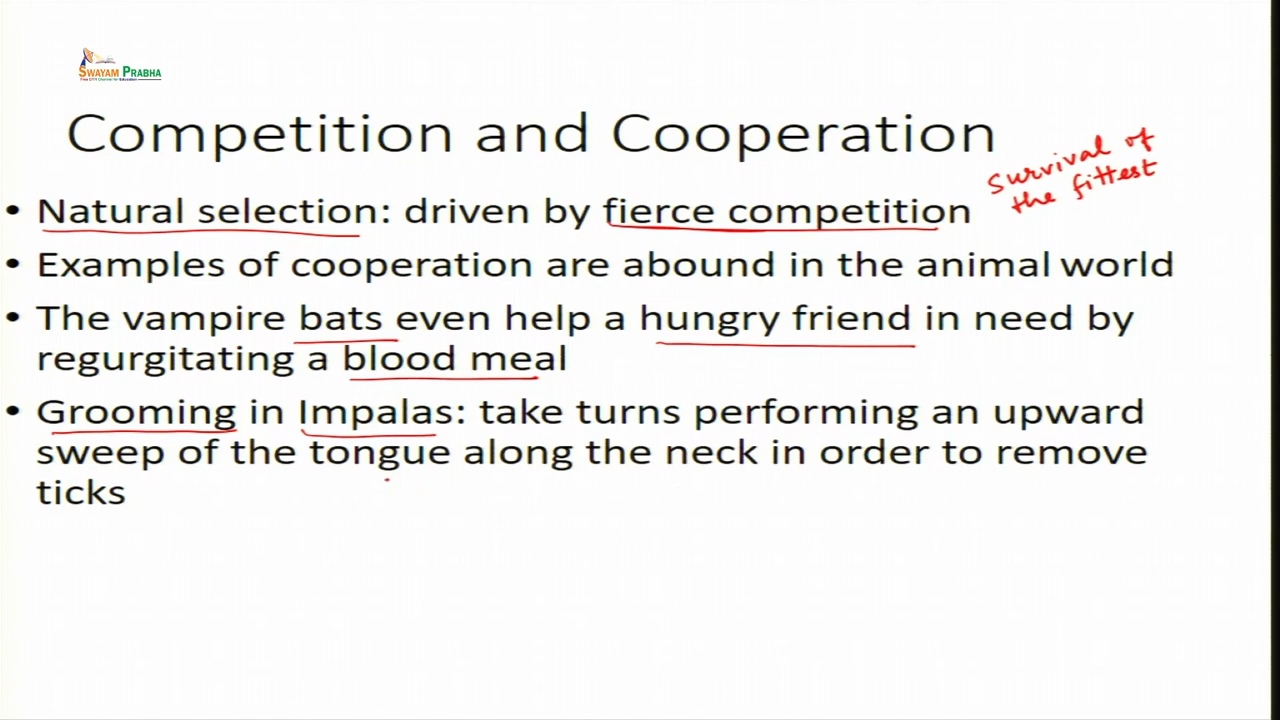 SWAYAM PRABHA
Competition and Cooperation
Survival of
the fittest
• Natural selection: driven by fierce competition
• Examples of cooperation are abound in the animal world
• The vampire bats even help a hungry friend in need by
regurgitating a blood meal
• Grooming in Impalas: take turns performing an upward
sweep of the tongue along the neck in order to remove
ticks